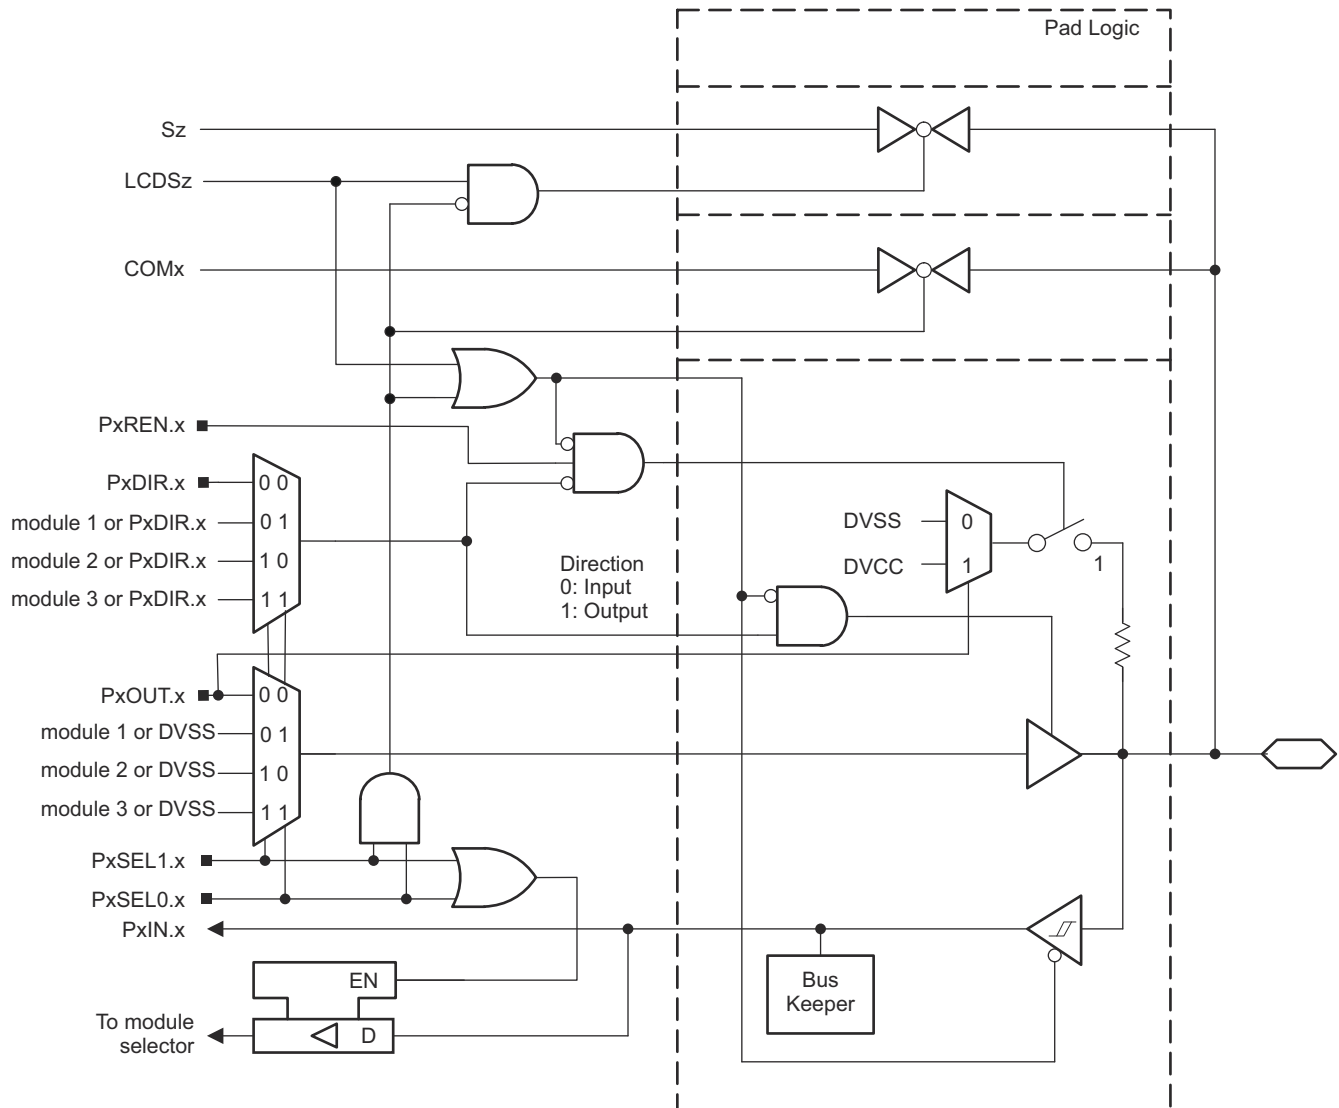 Pad Logic
Sz
LCDSz
COMx
PxREN.x
PxDIR.x
0 0
module 1 or PxDIR.x
0 1
module 2 or PxDIR.x
1 0
module 3 or PxDIR.x
1 1
Direction
0: Input
1: Output
DVSS
0
DVCC
1
1
PxOUT.x
0 0
module 1 or DVSS
0 1
module 2 or DVSS
1 0
module 3 or DVSS
1 1
PxSEL1.x
PxSEL0.x
PxIN.x
EN
Bus
Keeper
To module
selector
D